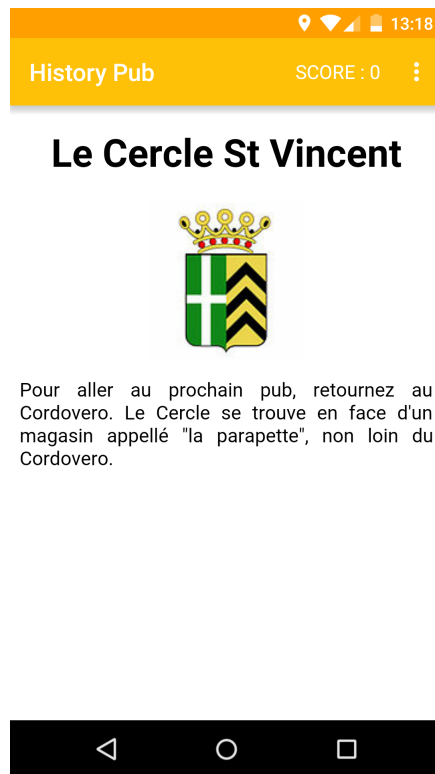 13:18
History Pub SCORE : 0
Le Cercle St Vincent
Pour aller au prochain pub, retournez au
Cordovero. Le Cercle se trouve en face d'un
magasin appellé "la parapette", non loin du
Cordovero.